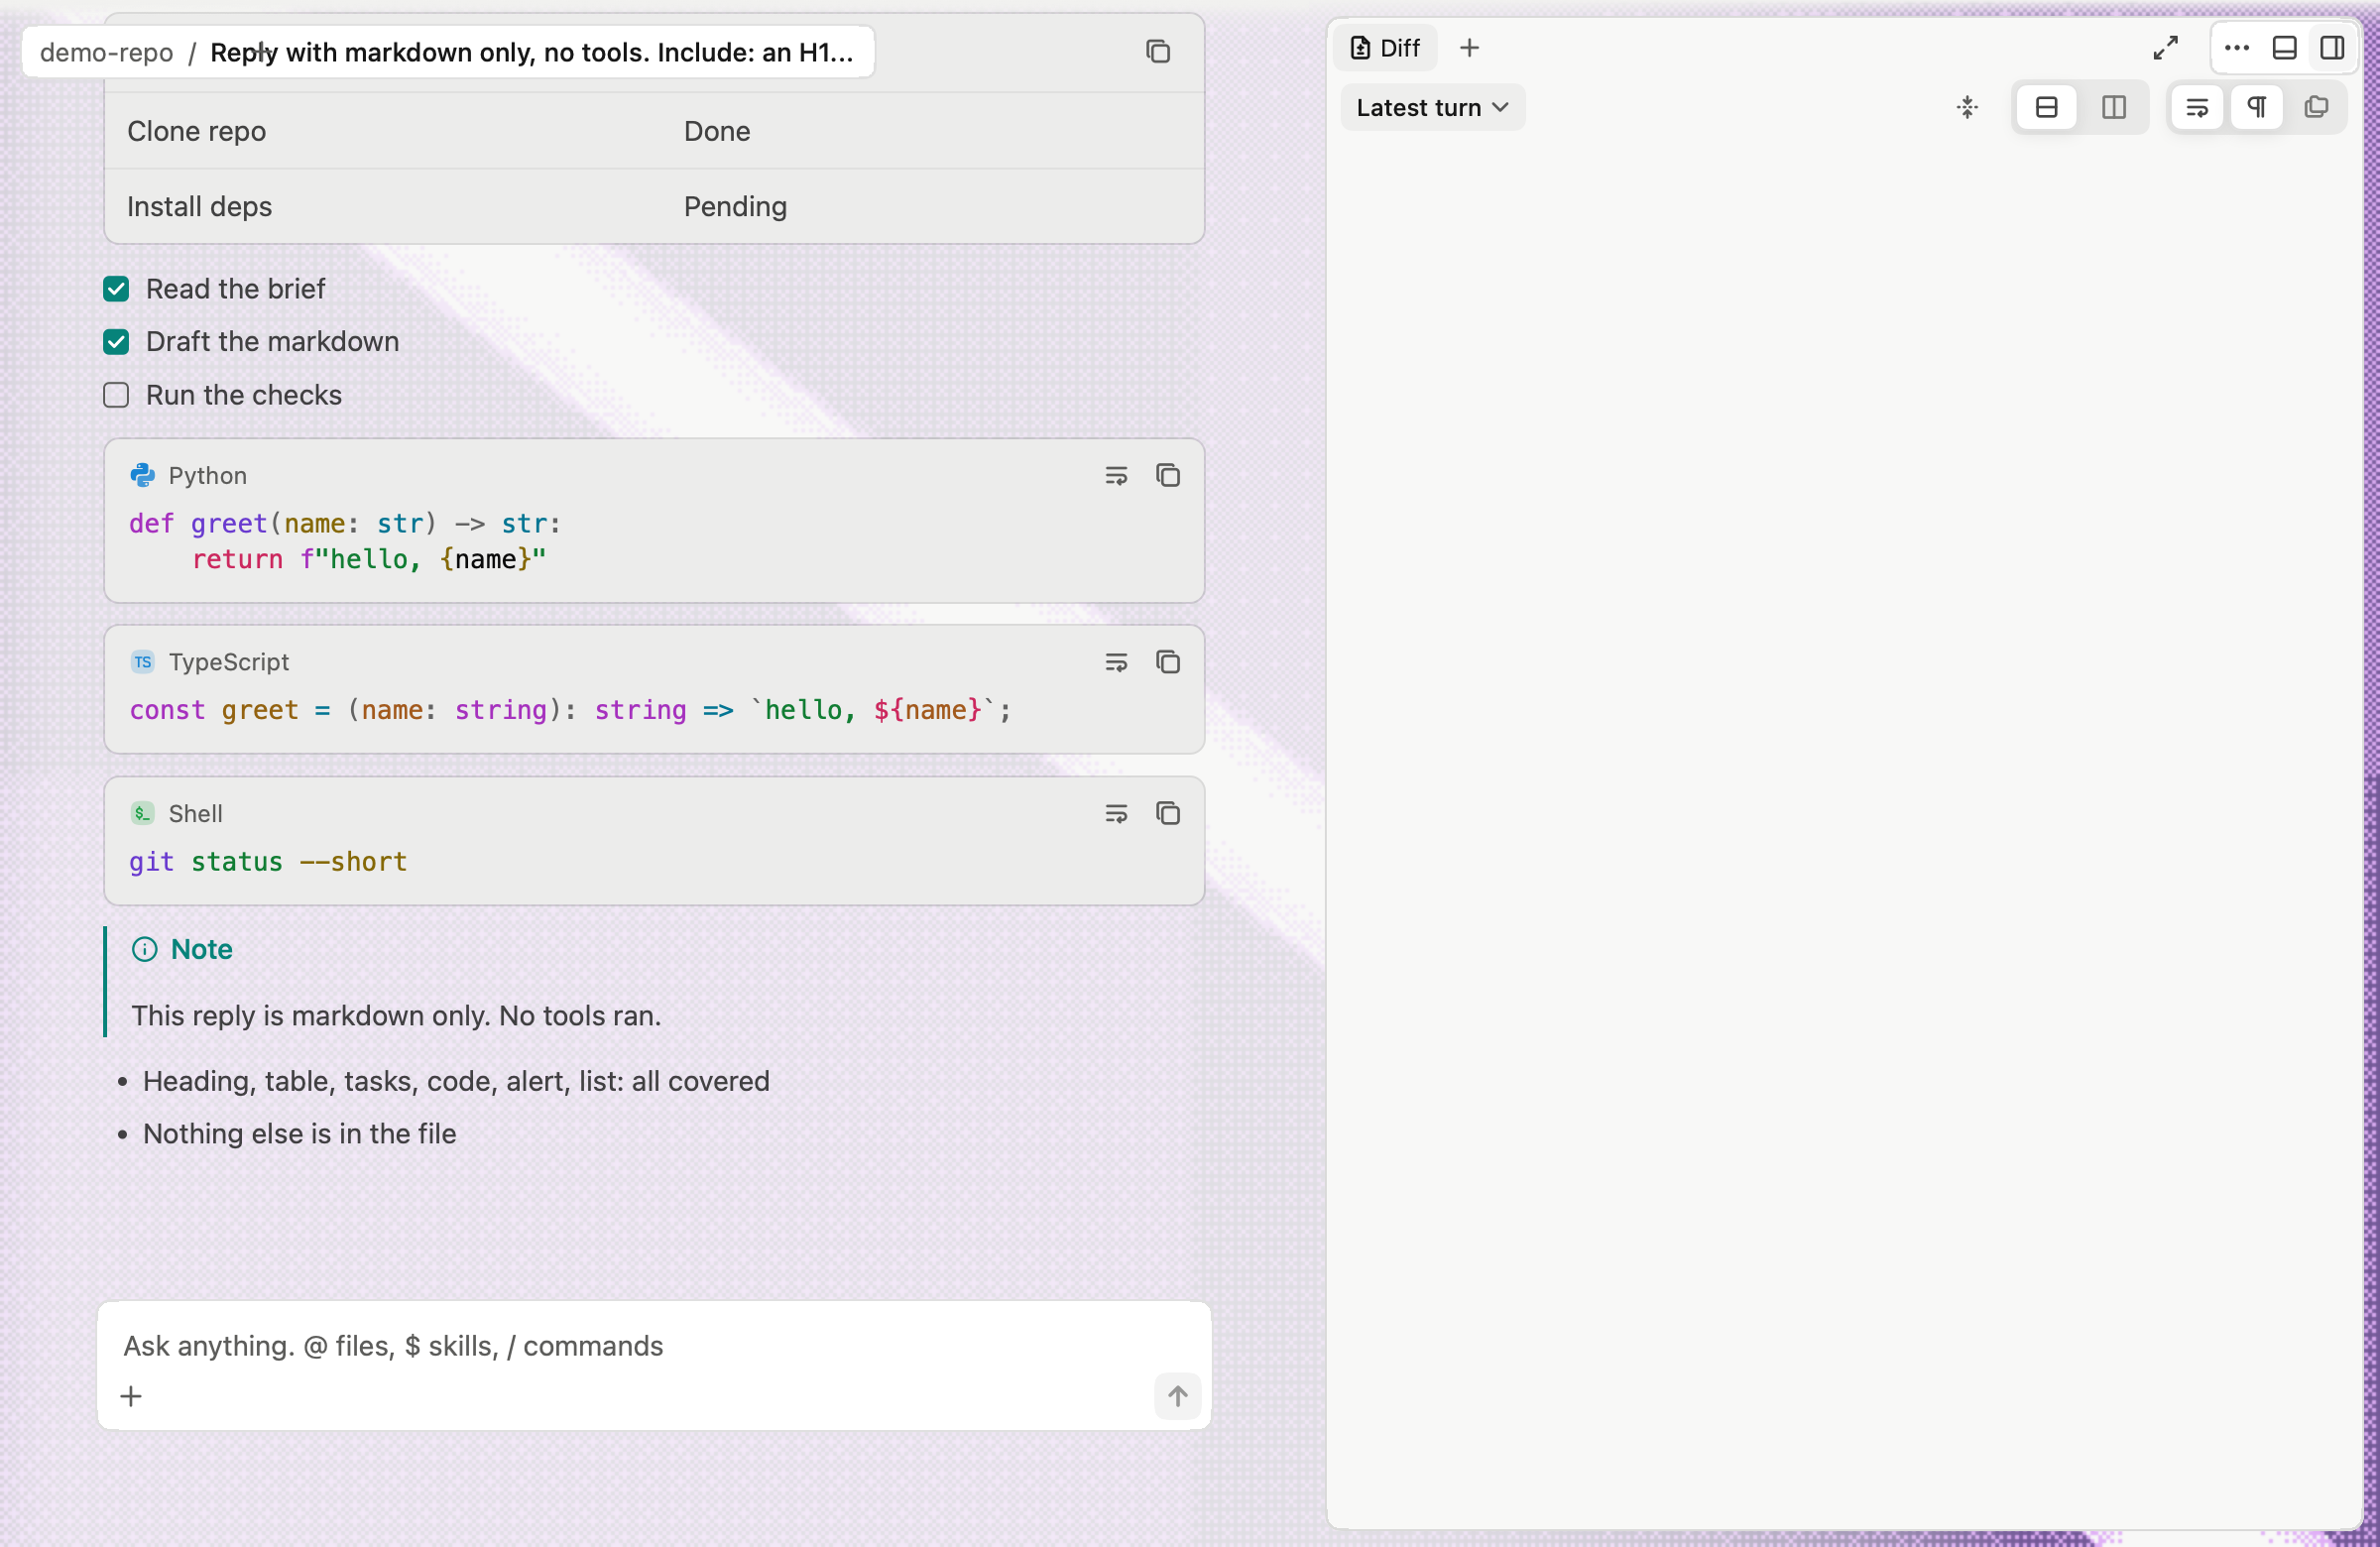 demo-repo / Reply with markdown only, no tools. Include: an H1...
Clone repo Done
Install deps Pending
Read the brief
Draft the markdown
Run the checks
Python
def greet(name: str) -> str:
    return f"hello, {name}"
TS TypeScript
const greet = (name: string): string => `hello, ${name}`;
$_ Shell
git status --short
Note
This reply is markdown only. No tools ran.
• Heading, table, tasks, code, alert, list: all covered
• Nothing else is in the file
Ask anything. @ files, $ skills, / commands
Diff
Latest turn